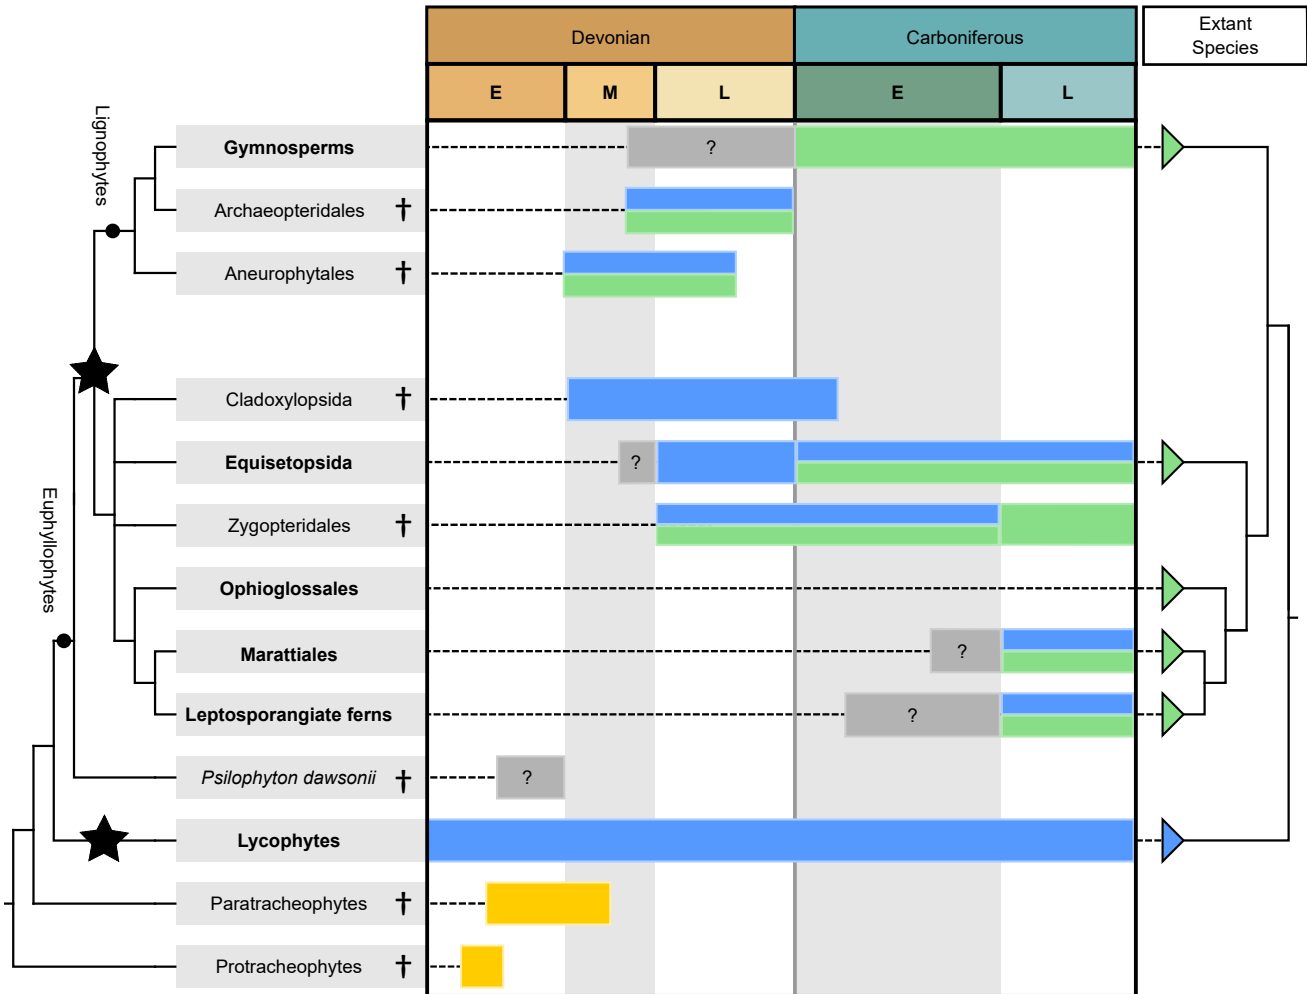 Devonian
Carboniferous
Extant
Species
E
M
L
E
L
Lignophytes
Gymnosperms
?
Archaeopteridales †
Aneurophytales †
Cladoxylopsida †
Equisetopsida
?
Zygopteridales †
Euphyllophytes
Ophioglossales
Marattiales
?
Leptosporangiate ferns
?
Psilophyton dawsonii †
?
Lycophytes
Paratracheophytes †
Protracheophytes †